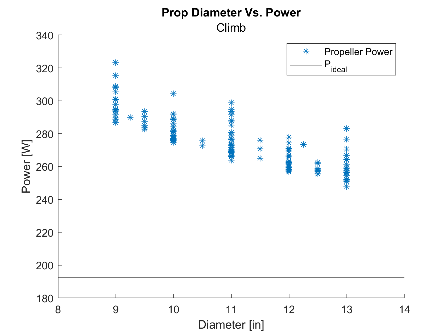 Prop Diameter Vs. Power
Climb
Propeller Power
P_ideal
340
320
300
280
260
240
220
200
180
Power [W]
8 9 10 11 12 13 14
Diameter [in]